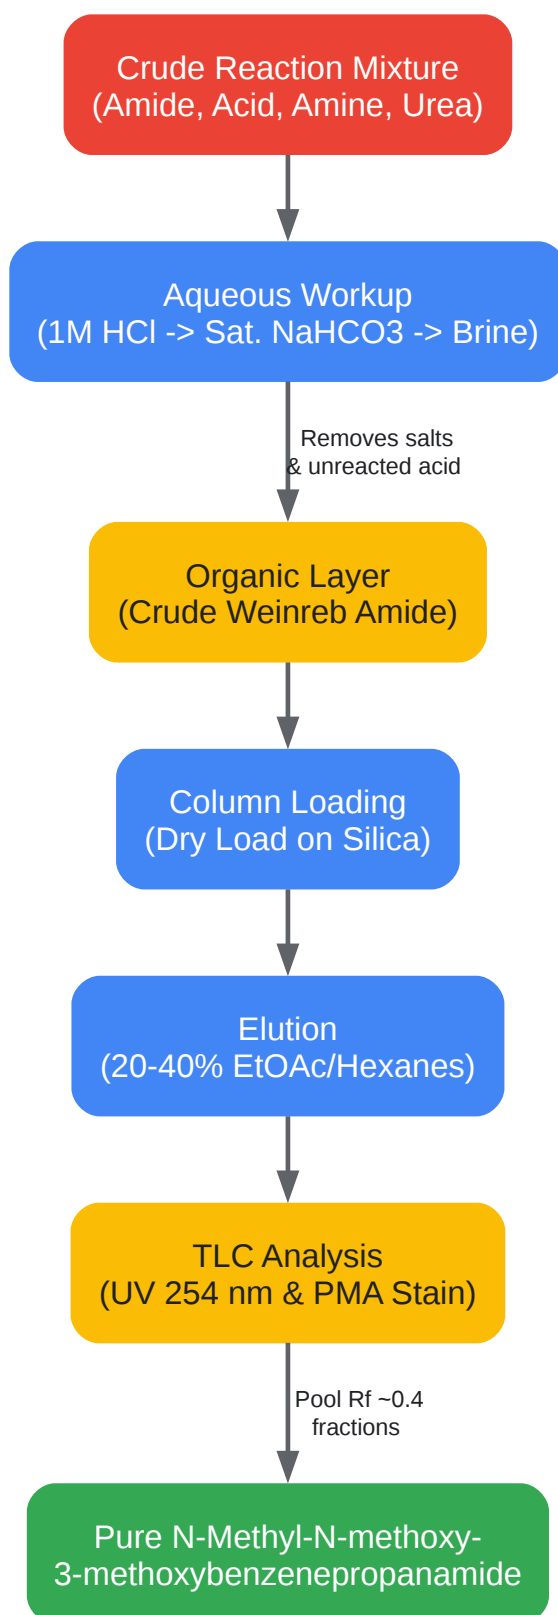 Crude Reaction Mixture
(Amide, Acid, Amine, Urea)
Aqueous Workup
(1M HCl -> Sat. NaHCO3 -> Brine)
Removes salts
& unreacted acid
Organic Layer
(Crude Weinreb Amide)
Column Loading
(Dry Load on Silica)
Elution
(20-40% EtOAc/Hexanes)
TLC Analysis
(UV 254 nm & PMA Stain)
Pool Rf ~0.4
fractions
Pure N-Methyl-N-methoxy-
3-methoxybenzenepropanamide